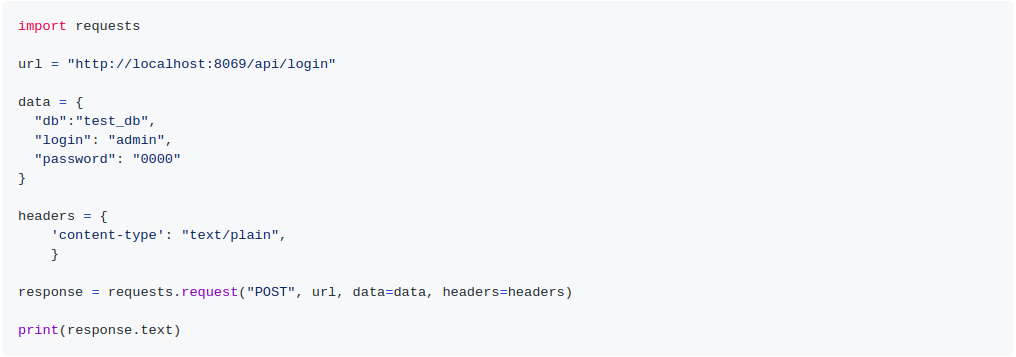 import requests
url = "http://localhost:8069/api/login"
data = {
  "db":"test_db",
  "login": "admin",
  "password": "0000"
}
headers = {
    'content-type': "text/plain",
    }
response = requests.request("POST", url, data=data, headers=headers)
print(response.text)